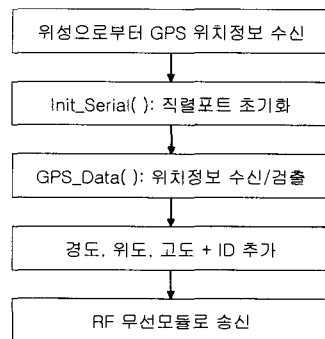 위성으로부터 GPS 위치정보 수신
Init_Serial( ): 직렬포트 초기화
GPS_Data( ): 위치정보 수신/검출
경도, 위도, 고도 + ID 추가
RF 무선모듈로 송신